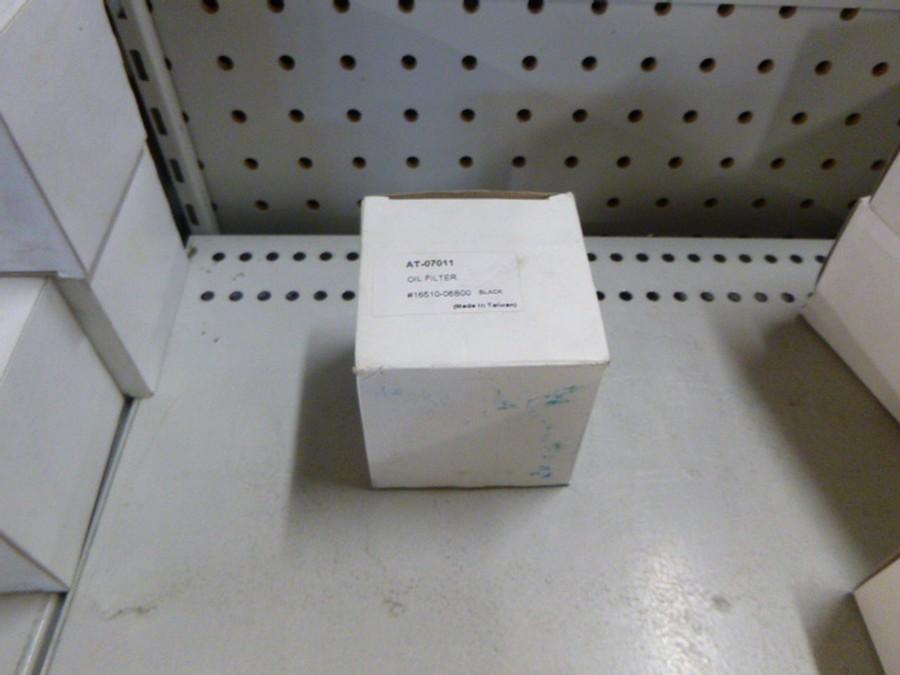 AT-07011
OIL FILTER
#16510-06B00 BLACK
(Made In Taiwan)